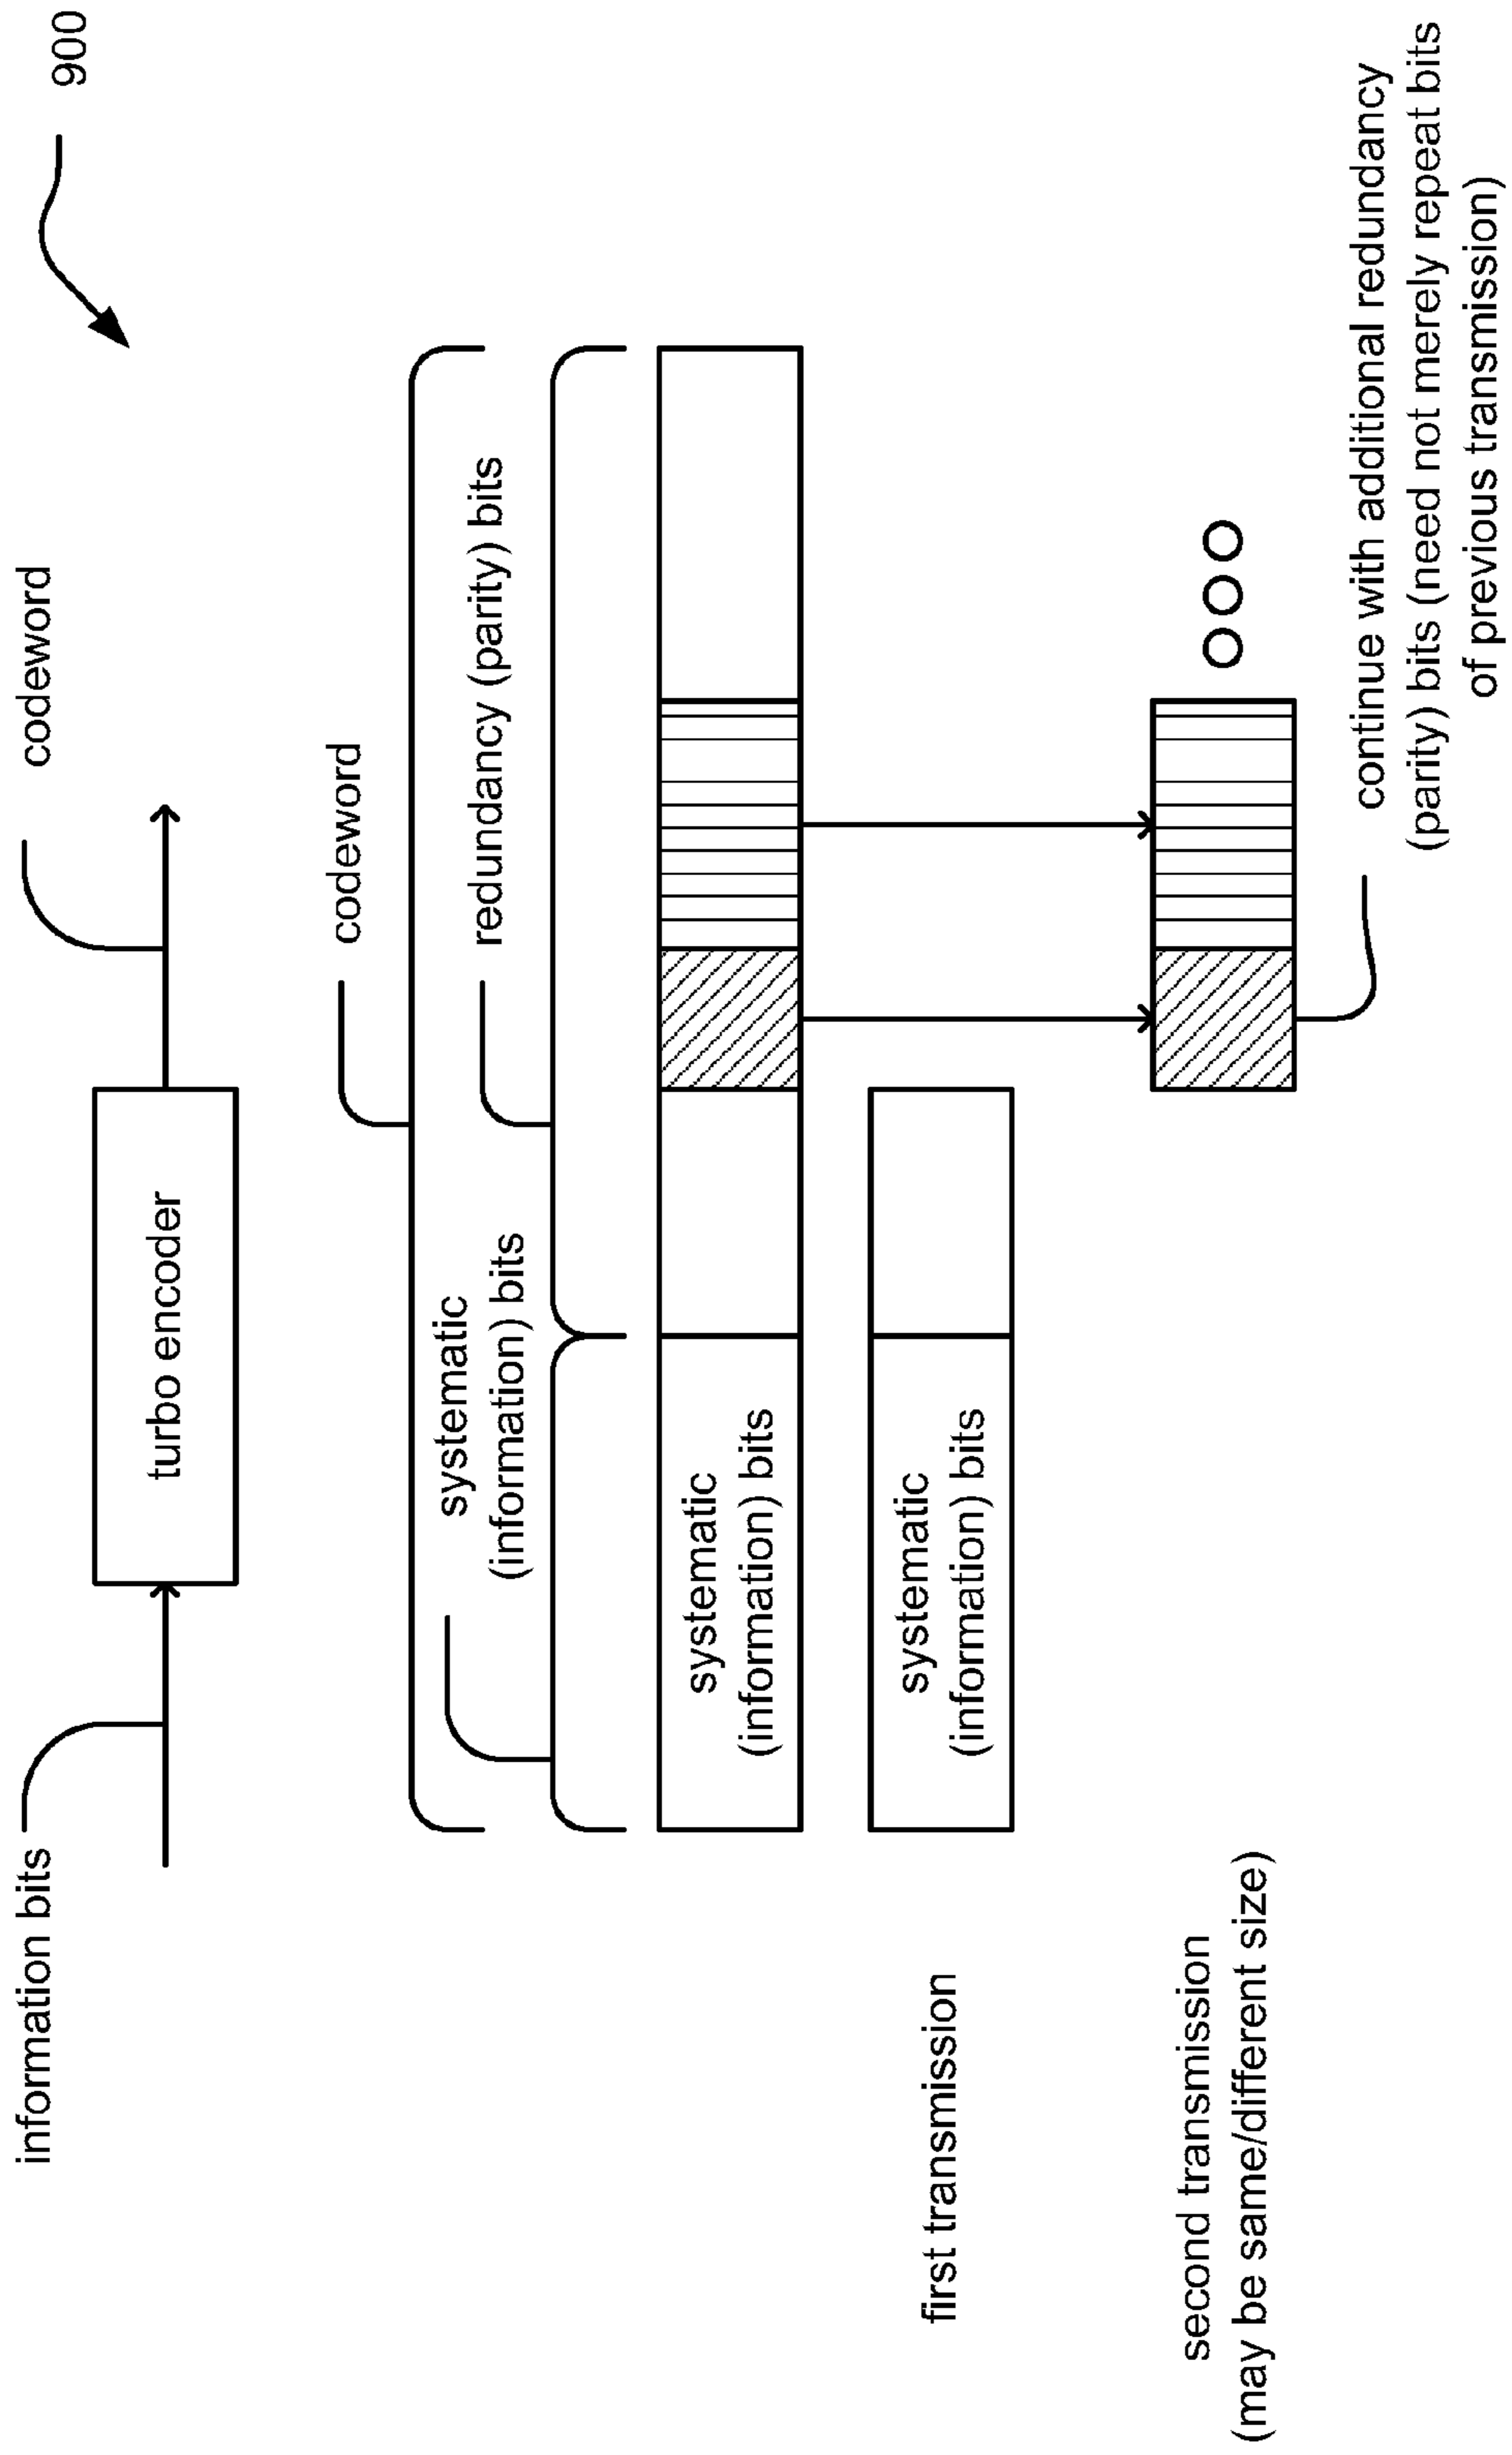 900
information bits
codeword
turbo encoder
codeword
systematic
(information) bits
redundancy (parity) bits
systematic
(information) bits
first transmission
systematic
(information) bits
second transmission
(may be same/different size)
continue with additional redundancy
(parity) bits (need not merely repeat bits
of previous transmission)